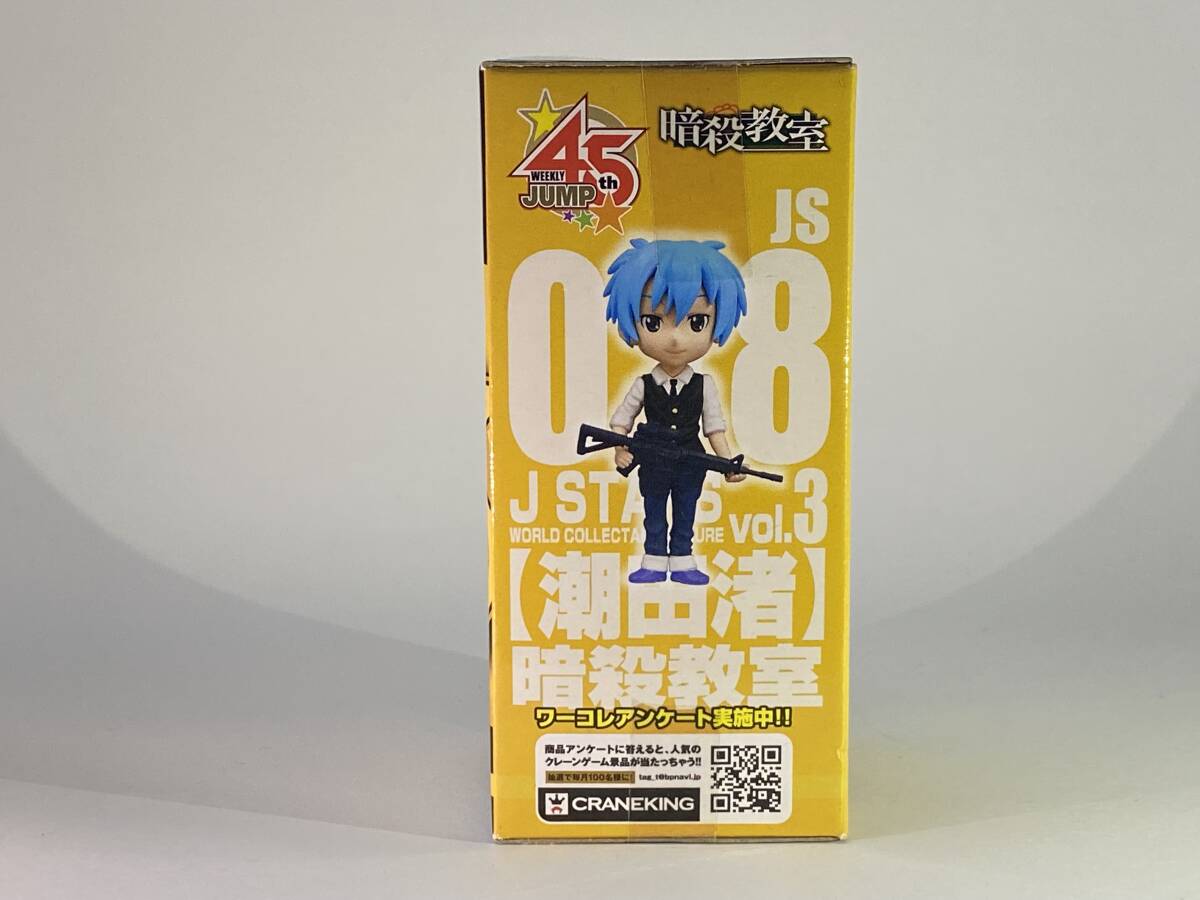 45th
WEEKLY
JUMP
暗殺教室
JS
0 8
J STA S
WORLD COLLECTA URE vol.3
【潮田渚】
暗殺教室
ワーコレアンケート実施中!!
商品アンケートに答えると、人気の
クレーンゲーム景品が当たっちゃう!!
抽選で毎月100名様に! tag_t@bpnavi.jp
CRANEKING